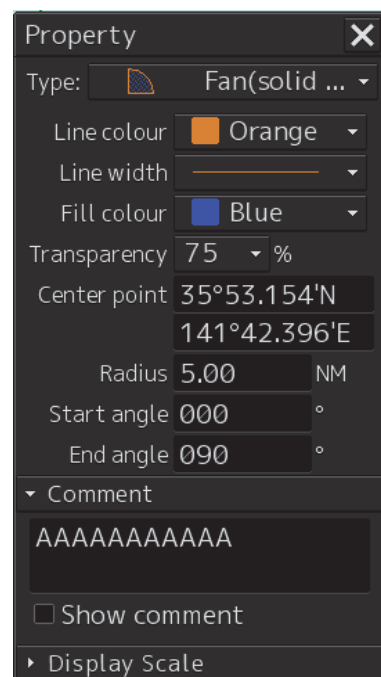 Property
Type: Fan(solid ...
Line colour Orange
Line width
Fill colour Blue
Transparency 75 %
Center point 35°53.154'N
141°42.396'E
Radius 5.00 NM
Start angle 000 °
End angle 090 °
Comment
AAAAAAAAAAA
Show comment
Display Scale